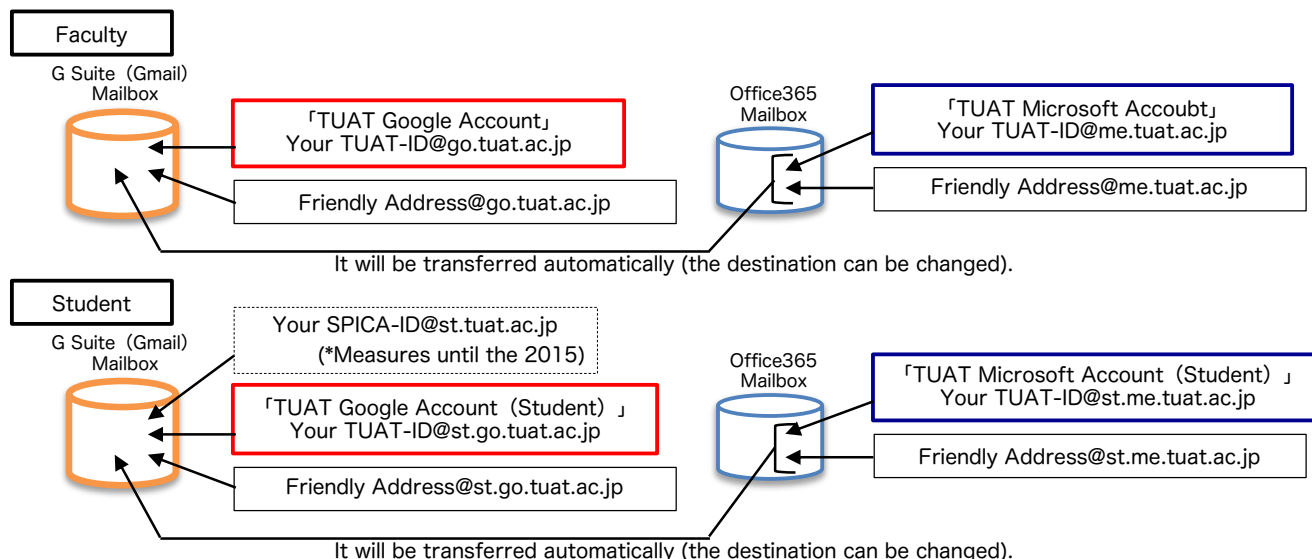 Faculty
G Suite（Gmail）
Mailbox
「TUAT Google Account」
Your TUAT-ID@go.tuat.ac.jp
Friendly Address@go.tuat.ac.jp
Office365
Mailbox
「TUAT Microsoft Accoubt」
Your TUAT-ID@me.tuat.ac.jp
Friendly Address@me.tuat.ac.jp
It will be transferred automatically (the destination can be changed).
Student
G Suite（Gmail）
Mailbox
Your SPICA-ID@st.tuat.ac.jp
(*Measures until the 2015)
「TUAT Google Account（Student）」
Your TUAT-ID@st.go.tuat.ac.jp
Friendly Address@st.go.tuat.ac.jp
Office365
Mailbox
「TUAT Microsoft Account（Student）」
Your TUAT-ID@st.me.tuat.ac.jp
Friendly Address@st.me.tuat.ac.jp
It will be transferred automatically (the destination can be changed).